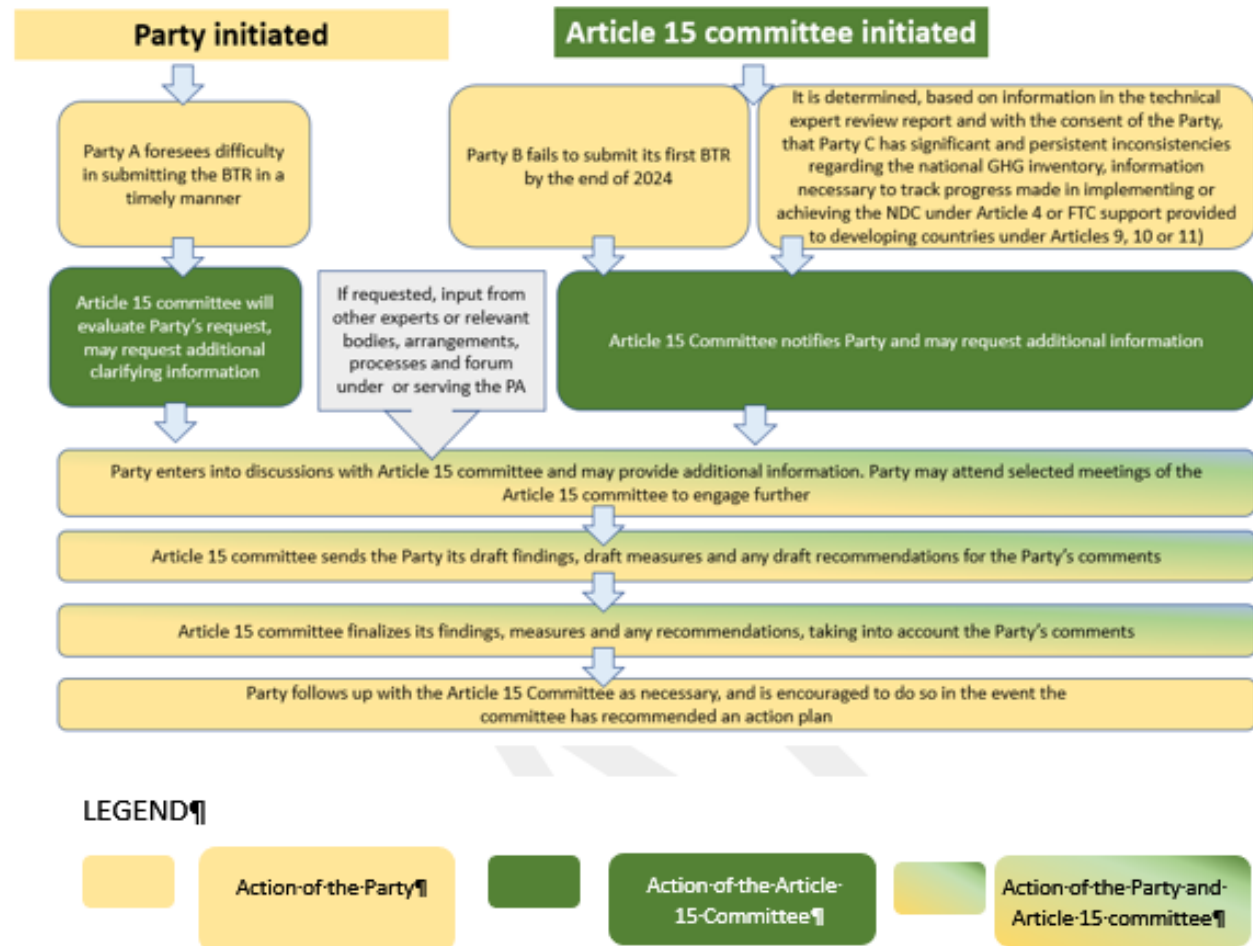 Party initiated
Article 15 committee initiated
Party A foresees difficulty
in submitting the BTR in a
timely manner
Party B fails to submit its first BTR
by the end of 2024
It is determined, based on information in the technical
expert review report and with the consent of the Party,
that Party C has significant and persistent inconsistencies
regarding the national GHG inventory, information
necessary to track progress made in implementing or
achieving the NDC under Article 4 or FTC support provided
to developing countries under Articles 9, 10 or 11)
Article 15 committee will
evaluate Party's request,
may request additional
clarifying information
If requested, input from
other experts or relevant
bodies, arrangements,
processes and forum
under or serving the PA
Article 15 Committee notifies Party and may request additional information
Party enters into discussions with Article 15 committee and may provide additional information. Party may attend selected meetings of the
Article 15 committee to engage further
Article 15 committee sends the Party its draft findings, draft measures and any draft recommendations for the Party's comments
Article 15 committee finalizes its findings, measures and any recommendations, taking into account the Party's comments
Party follows up with the Article 15 Committee as necessary, and is encouraged to do so in the event the
committee has recommended an action plan
LEGEND¶
Action·of·the·Party¶
Action·of·the·Article·
15·Committee¶
Action·of·the·Party·and·
Article·15·committee¶